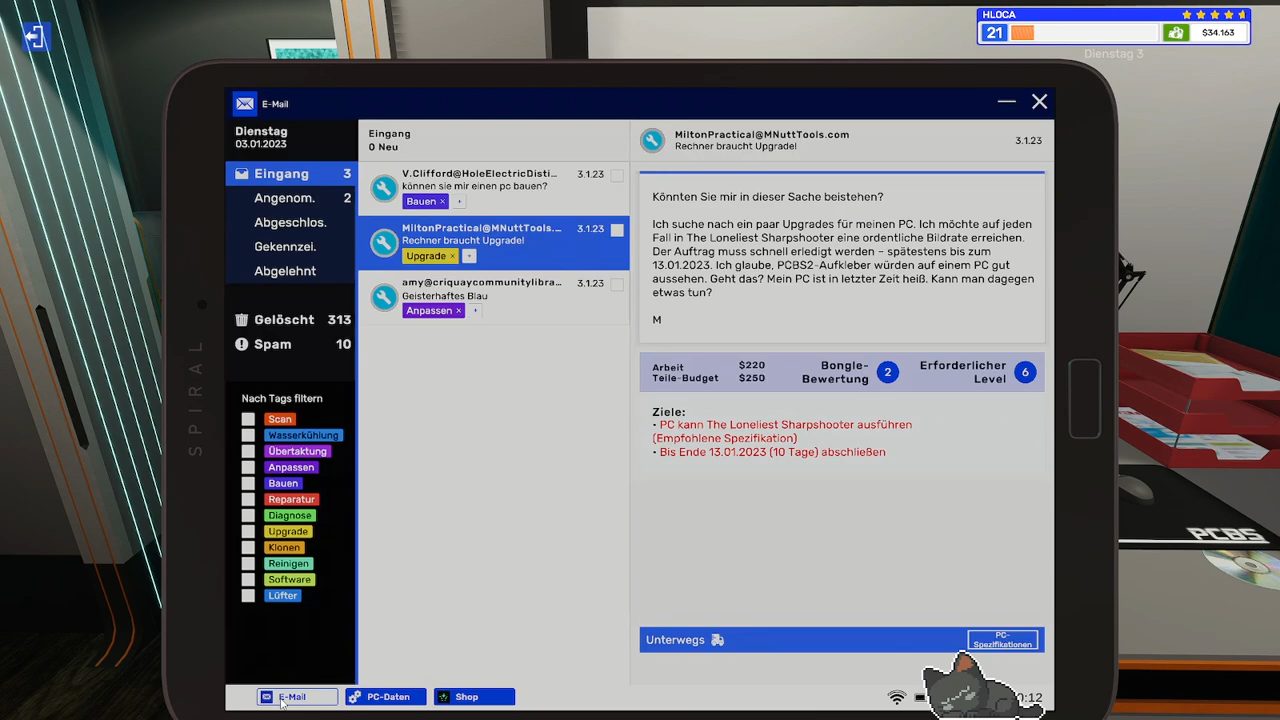 HLOCA
21
$34.163
Dienstag 3
E-Mail
Dienstag
03.01.2023
Eingang 3
Angenom. 2
Abgeschlos.
Gekennzei.
Abgelehnt
Gelöscht 313
Spam 10
Nach Tags filtern
Scan
Wasserkühlung
Übertaktung
Anpassen
Bauen
Reparatur
Diagnose
Upgrade
Klonen
Reinigen
Software
Lüfter
Eingang
0 Neu
V.Clifford@HoleElectricDisti... 3.1.23
können sie mir einen pc bauen?
Bauen × +
MiltonPractical@MNuttTools.... 3.1.23
Rechner braucht Upgrade!
Upgrade × +
amy@criquaycommunitylibra... 3.1.23
Geisterhaftes Blau
Anpassen × +
MiltonPractical@MNuttTools.com
Rechner braucht Upgrade!
3.1.23
Könnten Sie mir in dieser Sache beistehen?
Ich suche nach ein paar Upgrades für meinen PC. Ich möchte auf jeden
Fall in The Loneliest Sharpshooter eine ordentliche Bildrate erreichen.
Der Auftrag muss schnell erledigt werden – spätestens bis zum
13.01.2023. Ich glaube, PCBS2-Aufkleber würden auf einem PC gut
aussehen. Geht das? Mein PC ist in letzter Zeit heiß. Kann man dagegen
etwas tun?
M
Arbeit $220
Teile-Budget $250
Bongle-
Bewertung 2
Erforderlicher
Level 6
Ziele:
• PC kann The Loneliest Sharpshooter ausführen
(Empfohlene Spezifikation)
• Bis Ende 13.01.2023 (10 Tage) abschließen
Unterwegs
PC-
Spezifikationen
E-Mail
PC-Daten
Shop
0:12
SPIRAL
PCBS